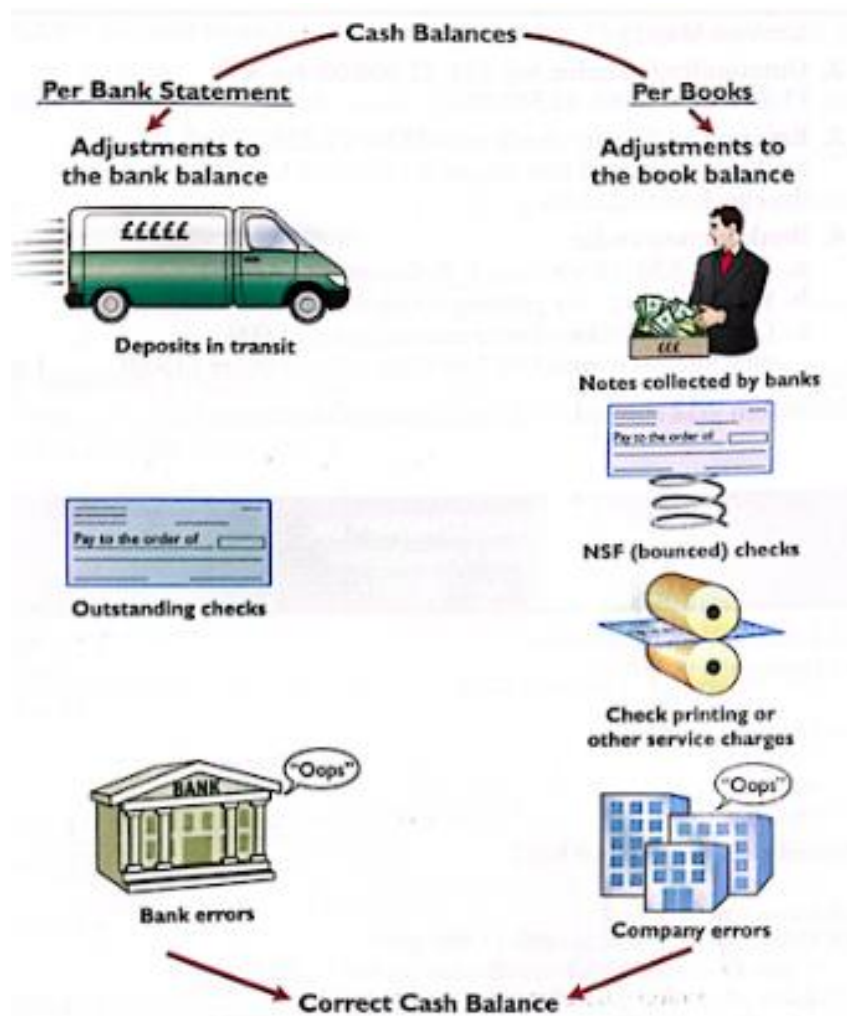 Cash Balances
Per Bank Statement
Adjustments to
the bank balance
£££££
Deposits in transit
Pay to the order of
Outstanding checks
BANK
"Oops"
Bank errors
Per Books
Adjustments to
the book balance
£££
Notes collected by banks
Pay to the order of
NSF (bounced) checks
Check printing or
other service charges
"Oops"
Company errors
Correct Cash Balance